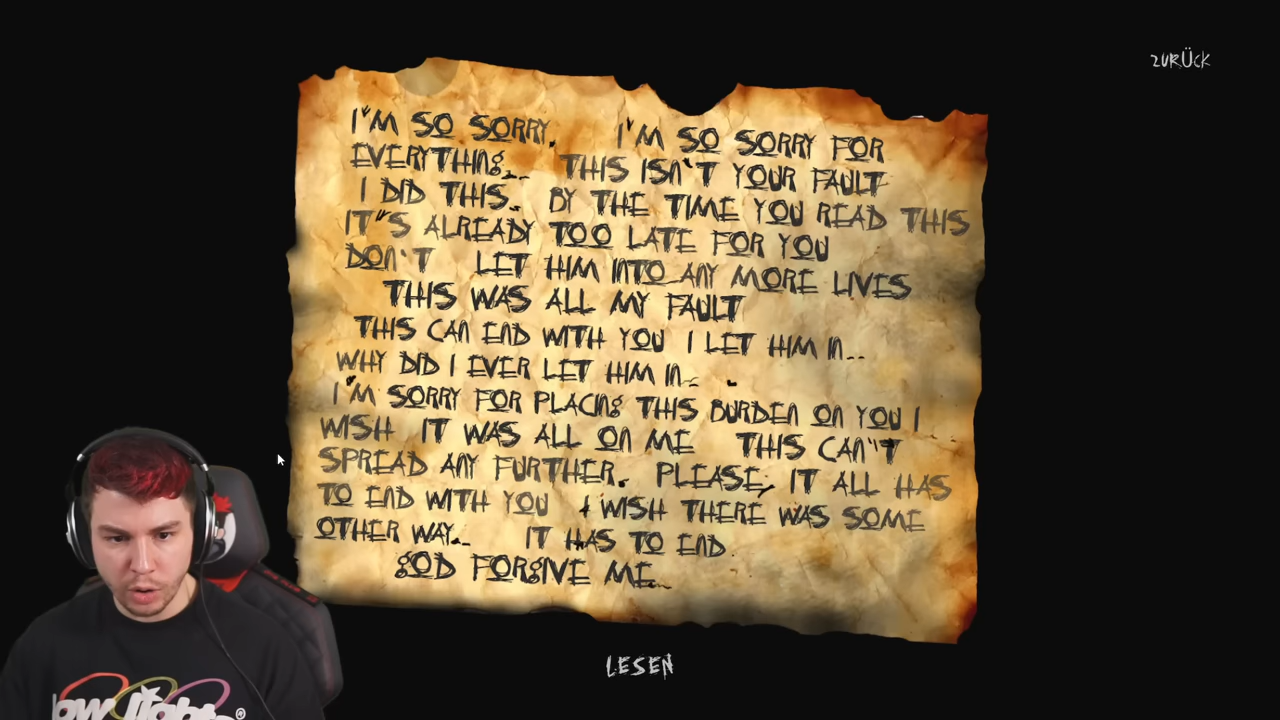 ZURÜCK
I'M SO SORRY. I'M SO SORRY FOR
EVERYTHING... THIS ISN'T YOUR FAULT
I DID THIS. BY THE TIME YOU READ THIS
IT'S ALREADY TOO LATE FOR YOU
DON'T LET HIM INTO ANY MORE LIVES
THIS WAS ALL MY FAULT
THIS CAN END WITH YOU I LET HIM IN...
WHY DID I EVER LET HIM IN...
I'M SORRY FOR PLACING THIS BURDEN ON YOU I
WISH IT WAS ALL ON ME THIS CAN'T
SPREAD ANY FURTHER. PLEASE, IT ALL HAS
TO END WITH YOU I WISH THERE WAS SOME
OTHER WAY... IT HAS TO END.
GOD FORGIVE ME...
LESEN
low lights®